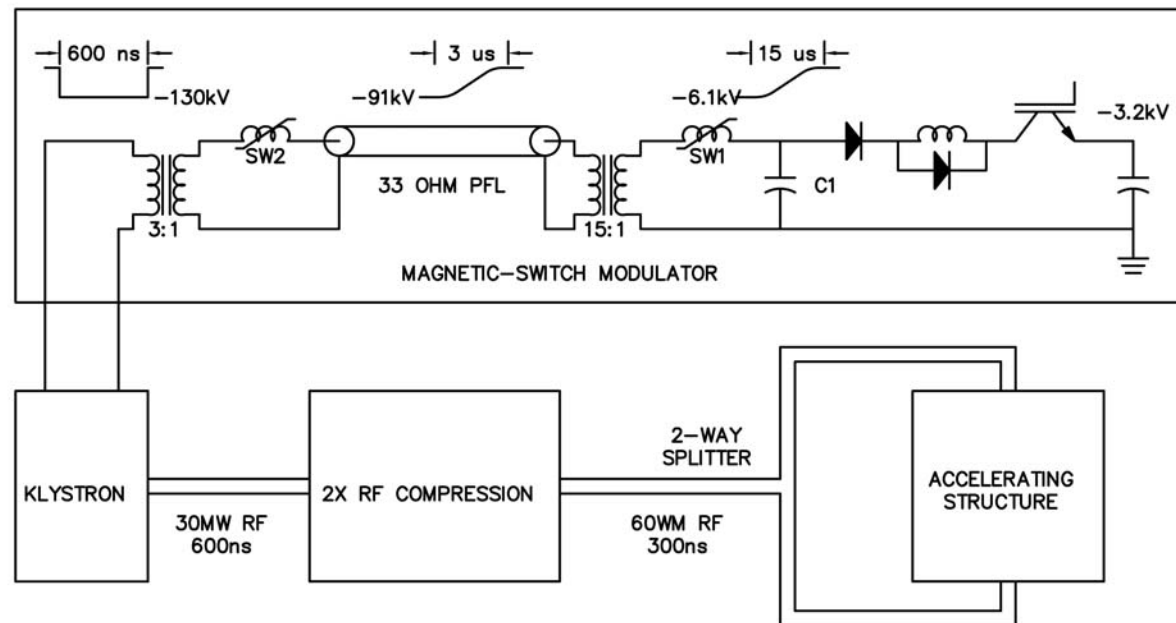 600 ns
3 us
15 us
-130kV
-91kV
-6.1kV
-3.2kV
SW2
SW1
33 OHM PFL
C1
3:1
15:1
MAGNETIC-SWITCH MODULATOR
2-WAY
SPLITTER
KLYSTRON
2X RF COMPRESSION
ACCELERATING
STRUCTURE
30MW RF
600ns
60WM RF
300ns